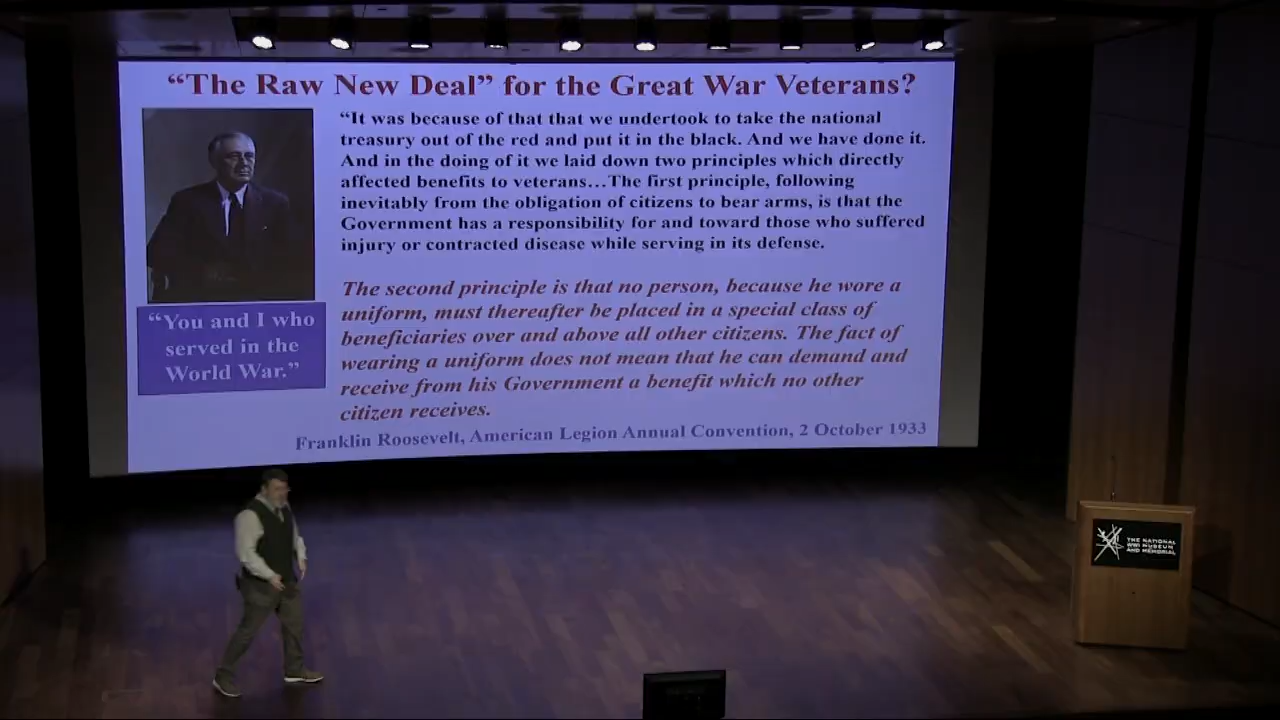 “The Raw New Deal” for the Great War Veterans?
“It was because of that that we undertook to take the national
treasury out of the red and put it in the black. And we have done it.
And in the doing of it we laid down two principles which directly
affected benefits to veterans…The first principle, following
inevitably from the obligation of citizens to bear arms, is that the
Government has a responsibility for and toward those who suffered
injury or contracted disease while serving in its defense.
The second principle is that no person, because he wore a
uniform, must thereafter be placed in a special class of
beneficiaries over and above all other citizens. The fact of
wearing a uniform does not mean that he can demand and
receive from his Government a benefit which no other
citizen receives.
“You and I who
served in the
World War.”
Franklin Roosevelt, American Legion Annual Convention, 2 October 1933
THE NATIONAL
WWI MUSEUM
AND MEMORIAL